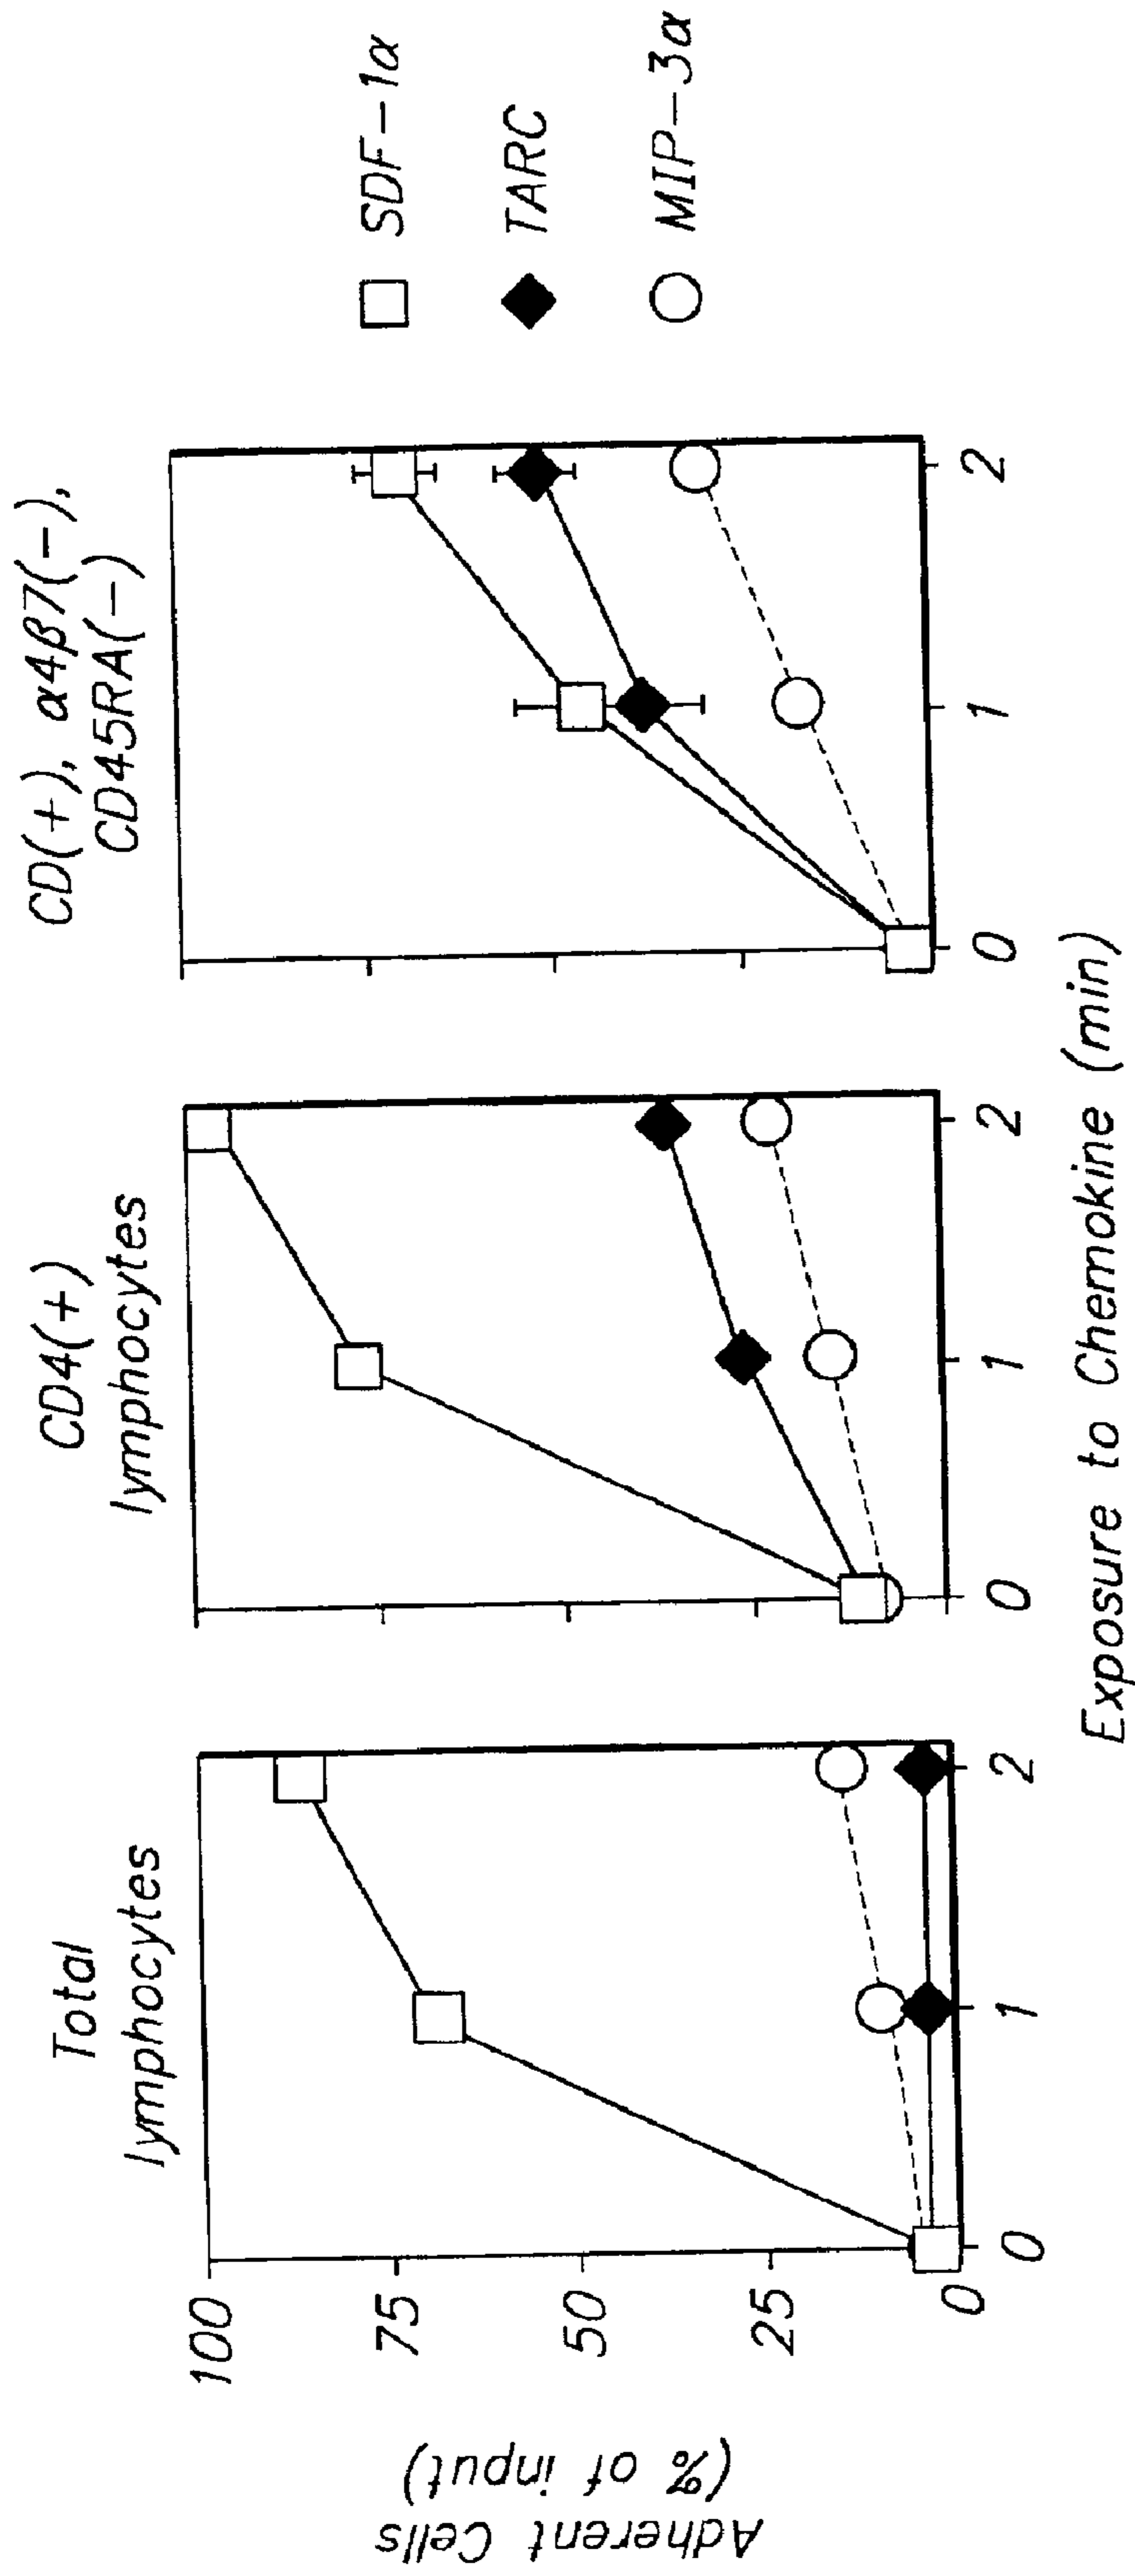 Total
lymphocytes
CD4(+)
lymphocytes
CD(+), α4β7(-),
CD45RA(-)
Adherent Cells
(% of input)
100
75
50
25
0
0 1 2
0 1 2
0 1 2
Exposure to Chemokine (min)
SDF-1α
TARC
MIP-3α